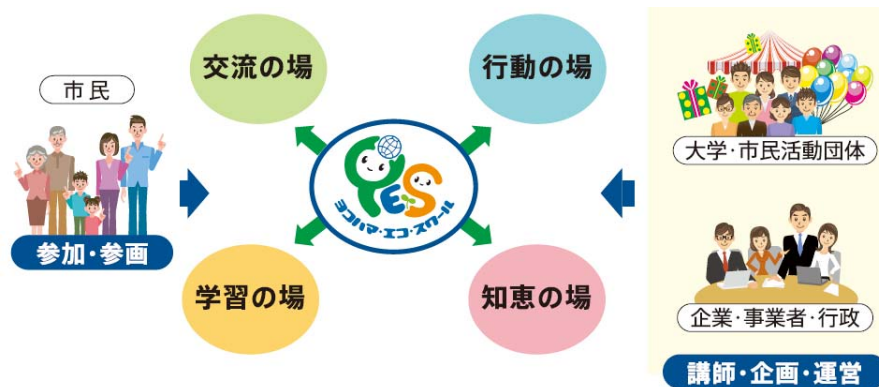 市民
参加・参画
交流の場
行動の場
YES
ヨコハマ・エコ・スクール
学習の場
知恵の場
大学・市民活動団体
企業・事業者・行政
講師・企画・運営